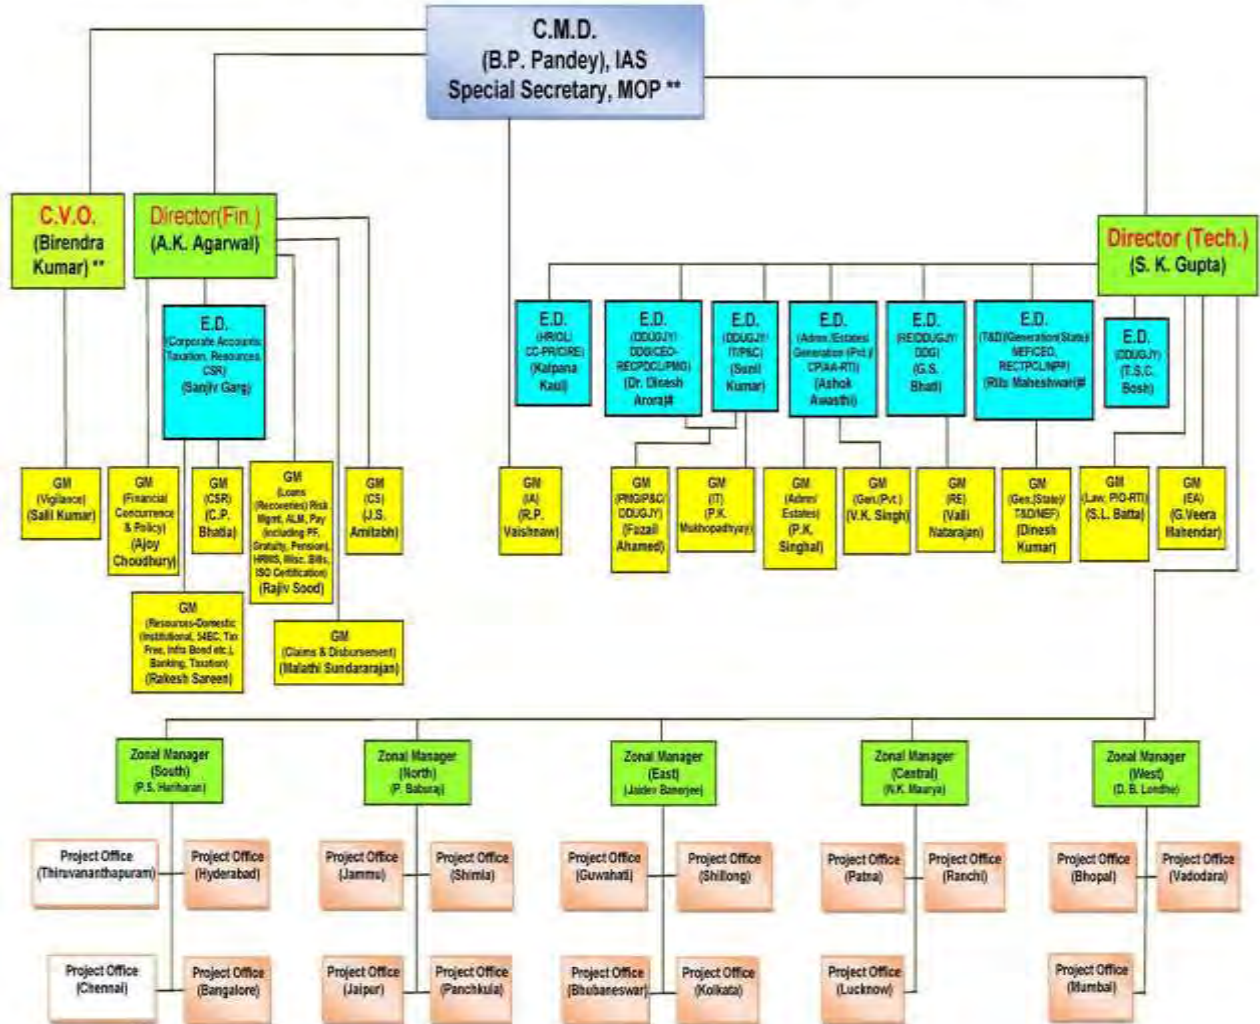 C.M.D.
(B.P. Pandey), IAS
Special Secretary, MOP **
C.V.O.
(Birendra
Kumar) **
Director(Fin.)
(A.K. Agarwal)
Director (Tech.)
(S. K. Gupta)
E.D.
(Corporate Accounts,
Taxation, Resources,
CSR)
(Sanjiv Garg)
E.D.
(HR/OL/
CC-PR/CIRE)
(Kalpana
Kaul)
E.D.
(DDUGJY/
DDG/CEO-
RECPDCL/PMG)
(Dr. Dinesh
Arora)#
E.D.
(DDUGJY/
IT/P&C)
(Sunil
Kumar)
E.D.
(Admn./Estates/
Generation (Pvt.)/
CP/AA-RTI)
(Ashok
Awasthi)
E.D.
(RE/DDUGJY/
DDG)
(G.S.
Bhati)
E.D.
(T&D)/Generation(State)/
NEF/CEO,
RECTPCL/NPP)
(Ritu Maheshwari)#
E.D.
(DDUGJY)
(T.S.C.
Bosh)
GM
(Vigilance)
(Salil Kumar)
GM
(Financial
Concurrence
& Policy)
(Ajoy
Choudhury)
GM
(CSR)
(C.P.
Bhatia)
GM
(Loans
(Recoveries) Risk
Mgmt, ALM, Pay
(including PF,
Gratuity, Pension),
HRMS, Misc. Bills,
ISO Certification)
(Rajiv Sood)
GM
(CS)
(J.S.
Amitabh)
GM
(IA)
(R.P.
Vaishnaw)
GM
(PMG/P&C/
DDUGJY)
(Fazail
Ahamed)
GM
(IT)
(P.K.
Mukhopadhyay)
GM
(Admn/
Estates)
(P.K.
Singhal)
GM
(Gen.(Pvt.)
(V.K. Singh)
GM
(RE)
(Valli
Natarajan)
GM
(Gen.(State)/
T&D/NEF)
(Dinesh
Kumar)
GM
(Law, PIO-RTI)
(S.L. Batta)
GM
(EA)
(G.Veera
Mahendar)
GM
(Resources-Domestic
(Institutional, 54EC, Tax
Free, Infra Bond etc.),
Banking, Taxation)
(Rakesh Sareen)
GM
(Claims & Disbursement)
(Malathi Sundararajan)
Zonal Manager
(South)
(P.S. Hariharan)
Zonal Manager
(North)
(P. Baburaj)
Zonal Manager
(East)
(Jaidev Banerjee)
Zonal Manager
(Central)
(N.K. Maurya)
Zonal Manager
(West)
(D. B. Londhe)
Project Office
(Thiruvananthapuram)
Project Office
(Hyderabad)
Project Office
(Jammu)
Project Office
(Shimla)
Project Office
(Guwahati)
Project Office
(Shillong)
Project Office
(Patna)
Project Office
(Ranchi)
Project Office
(Bhopal)
Project Office
(Vadodara)
Project Office
(Chennai)
Project Office
(Bangalore)
Project Office
(Jaipur)
Project Office
(Panchkula)
Project Office
(Bhubaneswar)
Project Office
(Kolkata)
Project Office
(Lucknow)
Project Office
(Mumbai)